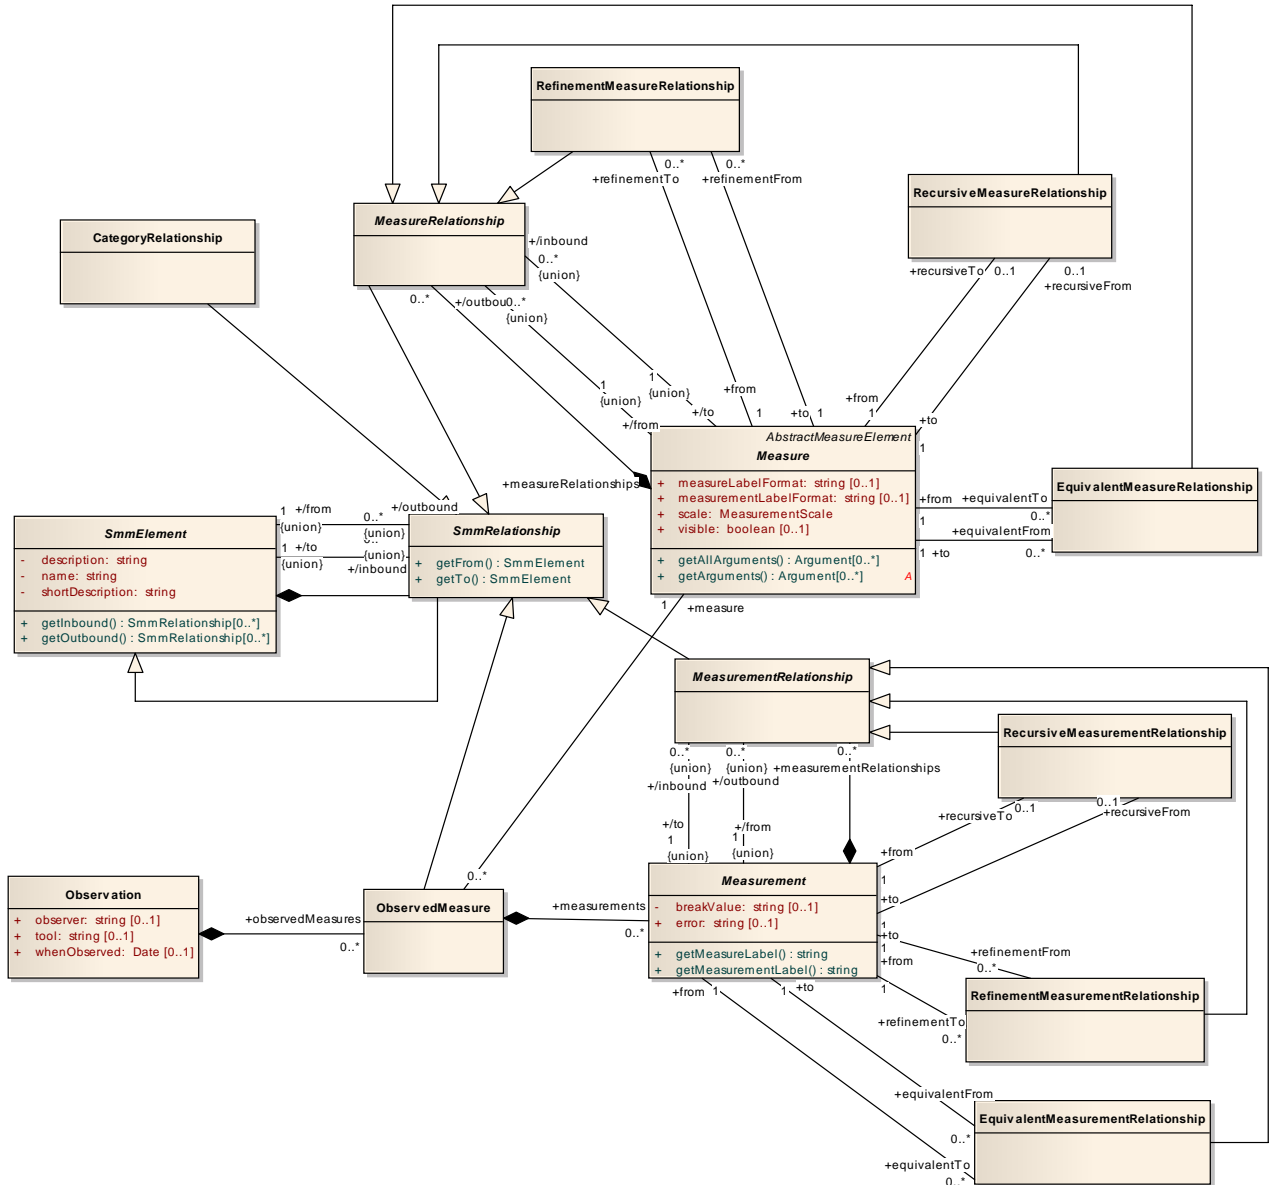 RefinementMeasureRelationship
0..*
0..*
+refinementTo
+refinementFrom
RecursiveMeasureRelationship
MeasureRelationship
CategoryRelationship
+/inbound
0..*
{union}
+recursiveTo
0..1
0..1
+recursiveFrom
0..*
+/outbou0..*
{union}
1
{union}
1
{union}
+from
+from
+/to
+to
1
1
1
+to
+/from
1
AbstractMeasureElement
Measure
+ measureLabelFormat: string [0..1]
+ measurementLabelFormat: string [0..1]
+ scale: MeasurementScale
+ visible: boolean [0..1]
+ getAllArguments() : Argument[0..*]
+ getArguments() : Argument[0..*]
A
+measureRelationships
EquivalentMeasureRelationship
+from
+equivalentTo
1
0..*
+equivalentFrom
1
+to
0..*
1
+/from
{union}
0..*
{union}
+/outbound
1
+/to
{union}
{union}
+/inbound
SmmElement
- description: string
- name: string
- shortDescription: string
+ getInbound() : SmmRelationship[0..*]
+ getOutbound() : SmmRelationship[0..*]
SmmRelationship
+ getFrom() : SmmElement
+ getTo() : SmmElement
1
+measure
MeasurementRelationship
RecursiveMeasurementRelationship
0..*
{union}
+/inbound
0..*
{union}
+/outbound
0..*
+measurementRelationships
0..1
0..1
+recursiveTo
+recursiveFrom
+/to
1
{union}
+/from
1
{union}
+from
1
+to
1
Measurement
- breakValue: string [0..1]
+ error: string [0..1]
+ getMeasureLabel() : string
+ getMeasurementLabel() : string
0..*
ObservedMeasure
Observation
+ observer: string [0..1]
+ tool: string [0..1]
+ whenObserved: Date [0..1]
+observedMeasures
0..*
+measurements
0..*
+to
1
+from
1
+refinementFrom
0..*
+refinementTo
0..*
RefinementMeasurementRelationship
+from
1
1
+to
+equivalentFrom
0..*
+equivalentTo
0..*
EquivalentMeasurementRelationship